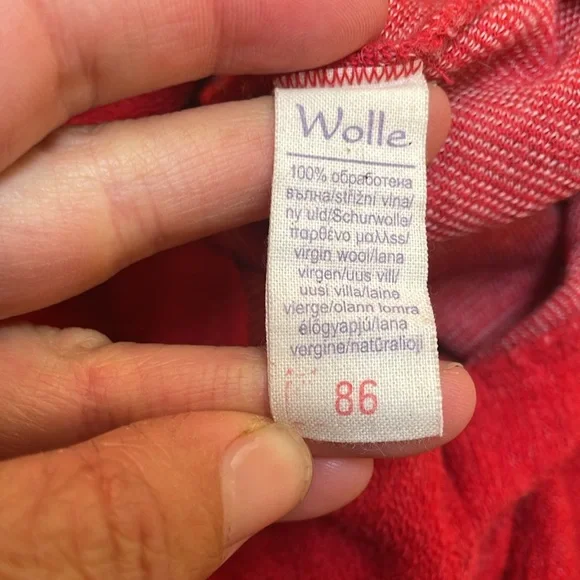 Wolle
100% обработена
вълна/střižní vlna/
ny uld/Schurwolle/
παρθένο μαλλss/
virgin wool/lana
virgen/uus vill/
uusi villa/laine
vierge/olann lomra
élőgyapjú/lana
vergine/natūralioji
86